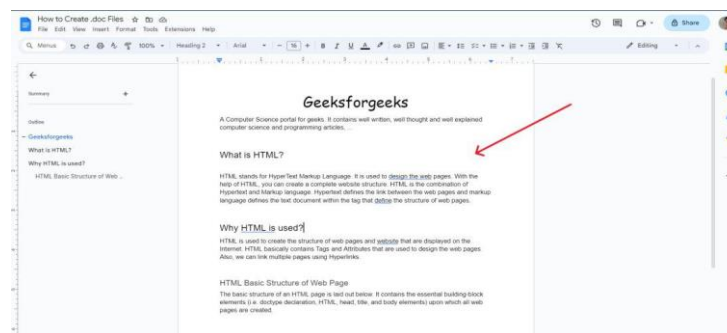 How to Create .doc Files
File Edit View Insert Format Tools Extensions Help
Share
Menus 100% Heading 2 Arial 16 B I U A Editing
Summary
Outline
Geeksforgeeks
What is HTML?
Why HTML is used?
HTML Basic Structure of Web ...
Geeksforgeeks
A Computer Science portal for geeks. It contains well written, well thought and well explained
computer science and programming articles, ...
What is HTML?
HTML stands for HyperText Markup Language. It is used to design the web pages. With the
help of HTML, you can create a complete website structure. HTML is the combination of
Hypertext and Markup language. Hypertext defines the link between the web pages and markup
language defines the text document within the tag that define the structure of web pages.
Why HTML is used?
HTML is used to create the structure of web pages and website that are displayed on the
Internet. HTML basically contains Tags and Attributes that are used to design the web pages.
Also, we can link multiple pages using Hyperlinks.
HTML Basic Structure of Web Page
The basic structure of an HTML page is laid out below. It contains the essential building-block
elements (i.e. doctype declaration, HTML, head, title, and body elements) upon which all web
pages are created.